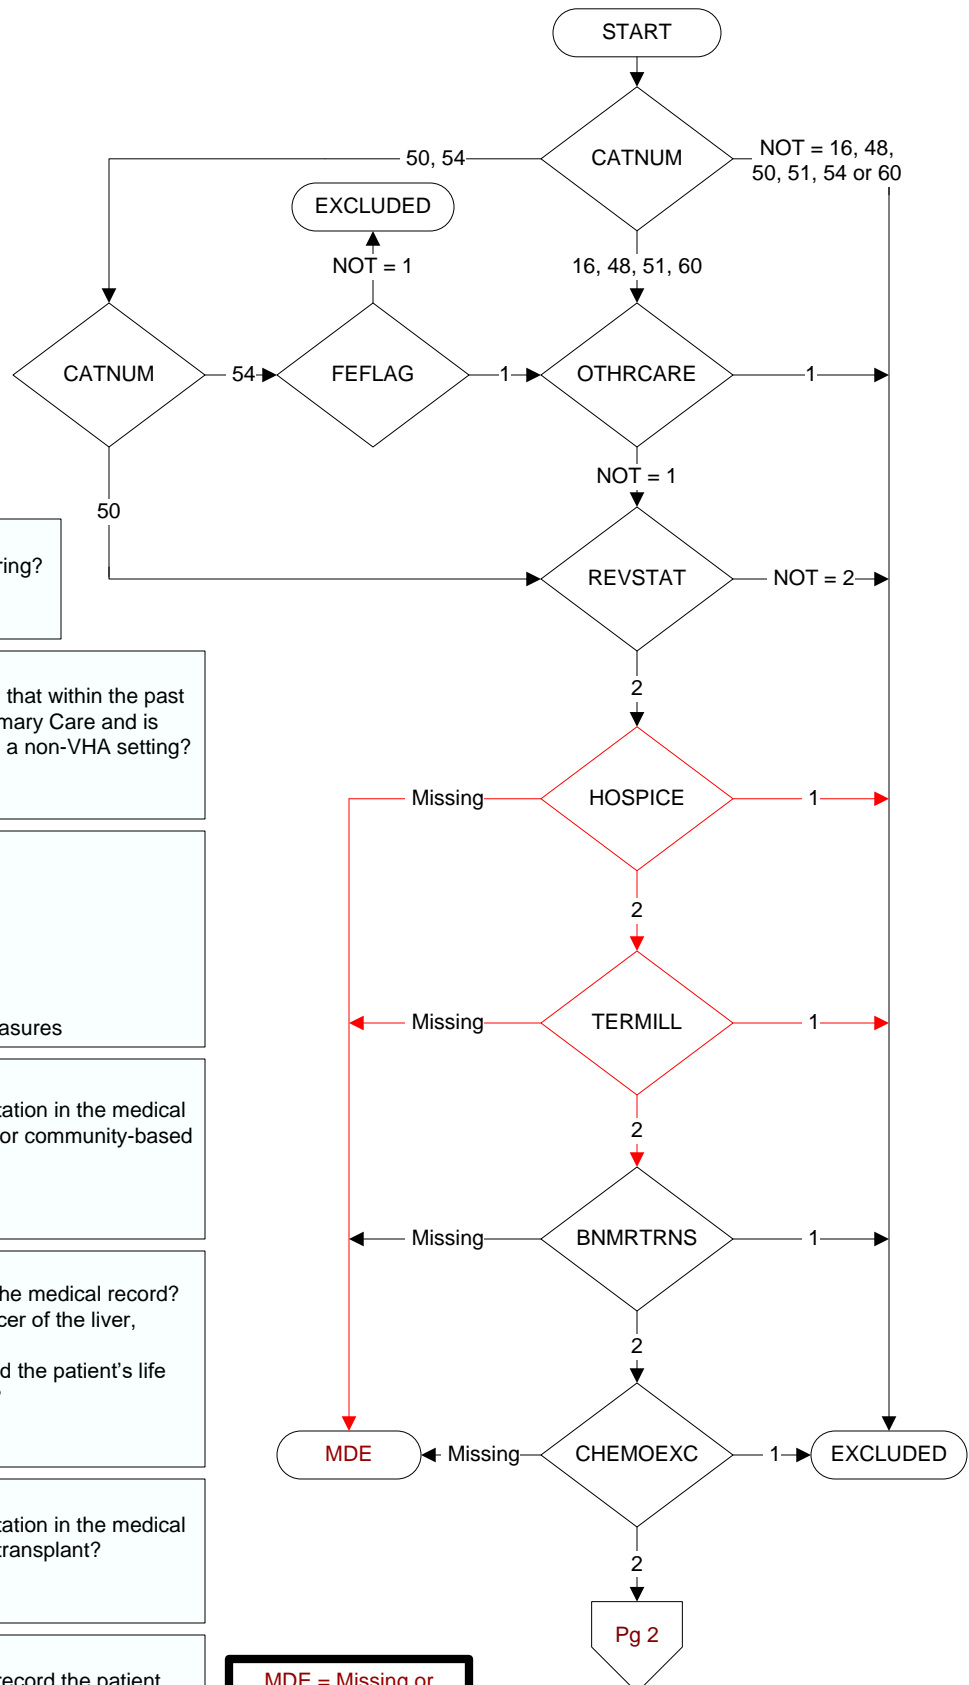 START
CATNUM
50, 54
NOT = 16, 48,
50, 51, 54 or 60
EXCLUDED
NOT = 1
16, 48, 51, 60
CATNUM
54
FEFLAG
1
OTHRCARE
1
NOT = 1
50
REVSTAT
NOT = 2
2
HOSPICE
Missing
1
2
TERMILL
Missing
1
2
BNMRTRNS
Missing
1
2
MDE
Missing
CHEMOEXC
1
EXCLUDED
2
Pg 2
ring?
that within the past
mary Care and is
a non-VHA setting?
asures
tation in the medical
or community-based
he medical record?
cer of the liver,
d the patient's life
tation in the medical
transplant?
record the patient
MDE = Missing or